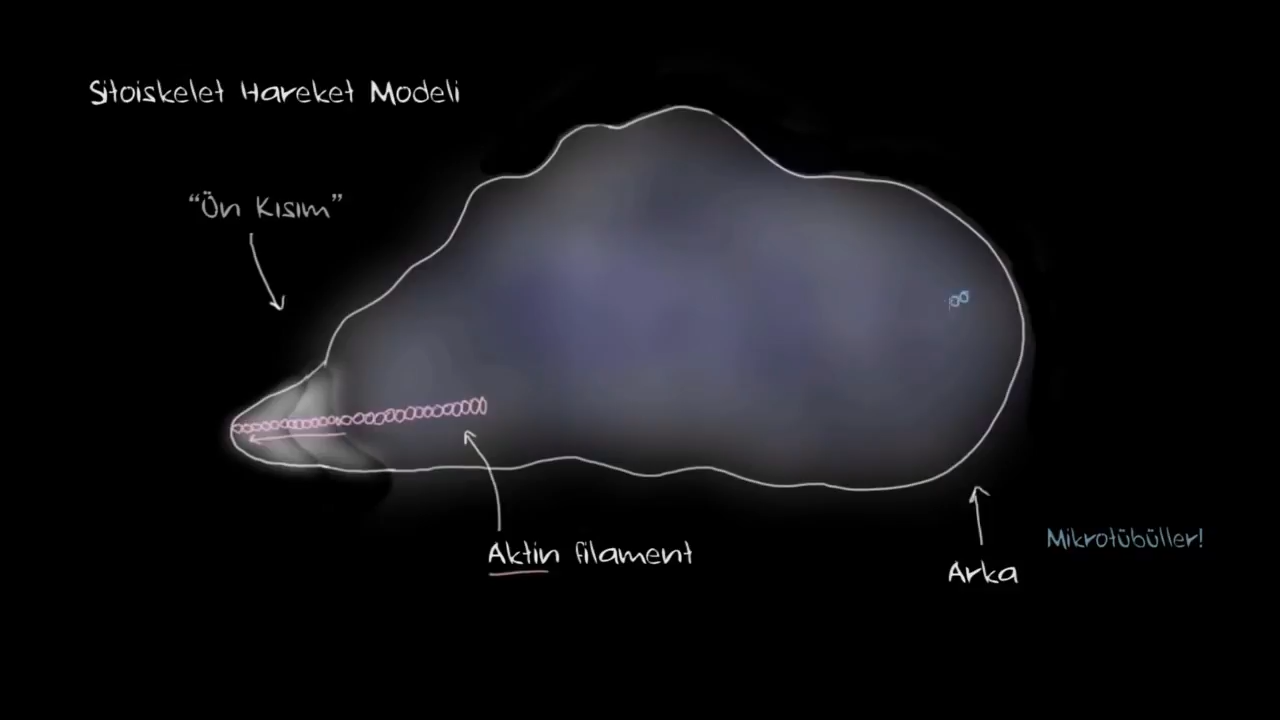 Sitoiskelet Hareket Modeli
"Ön Kısım"
Aktin filament
Mikrotübüller!
Arka